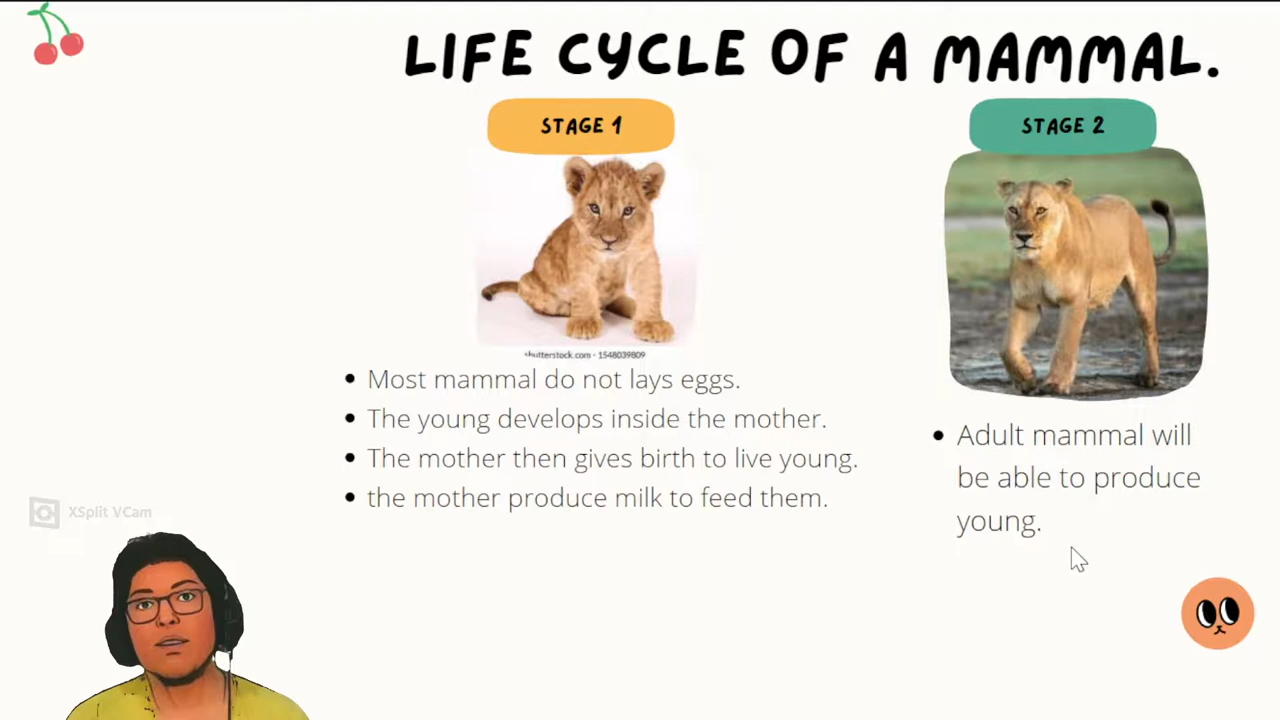 LIFE CYCLE OF A MAMMAL.
STAGE 1
shutterstock.com · 1548039809
Most mammal do not lays eggs.
The young develops inside the mother.
The mother then gives birth to live young.
the mother produce milk to feed them.
STAGE 2
Adult mammal will
be able to produce
young.
XSplit VCam